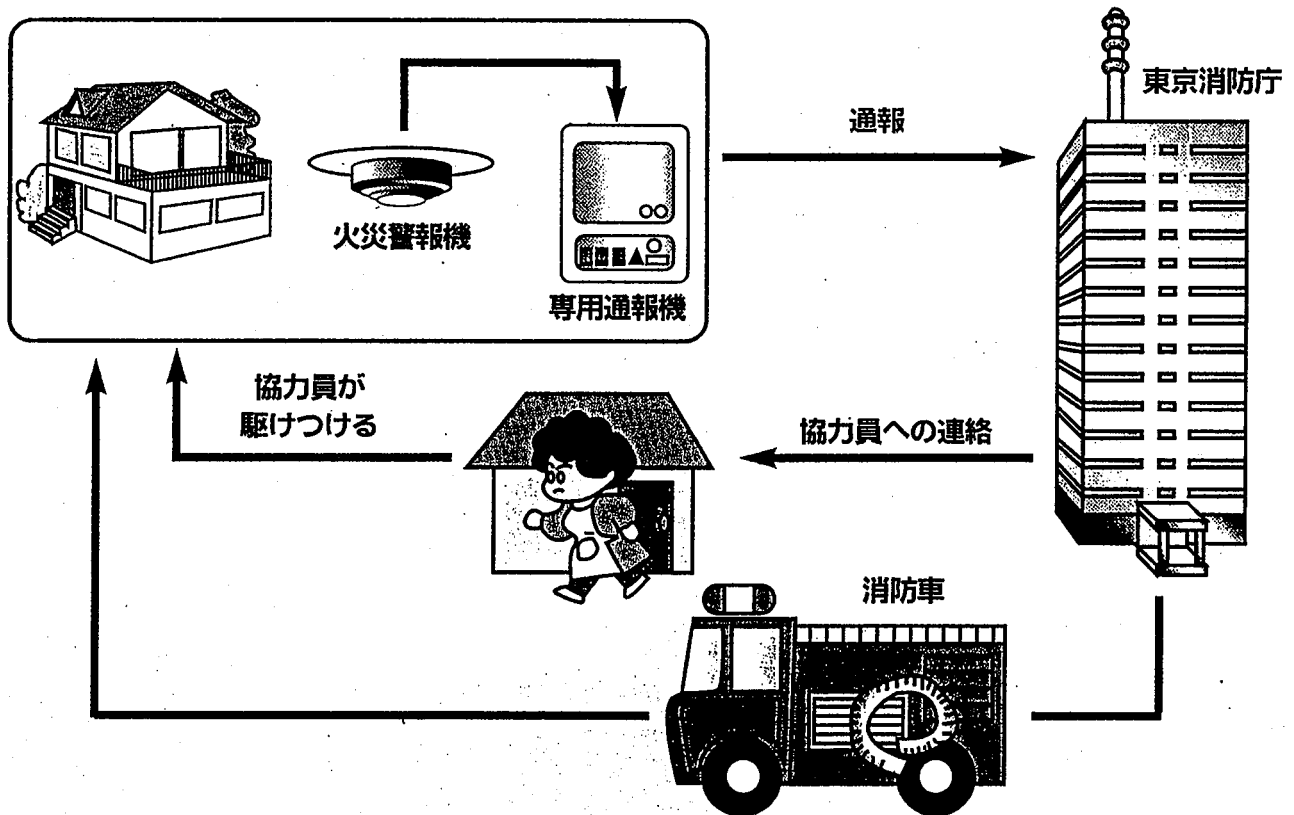 東京消防庁
通報
火災警報機
専用通報機
協力員が
駆けつける
協力員への連絡
消防車